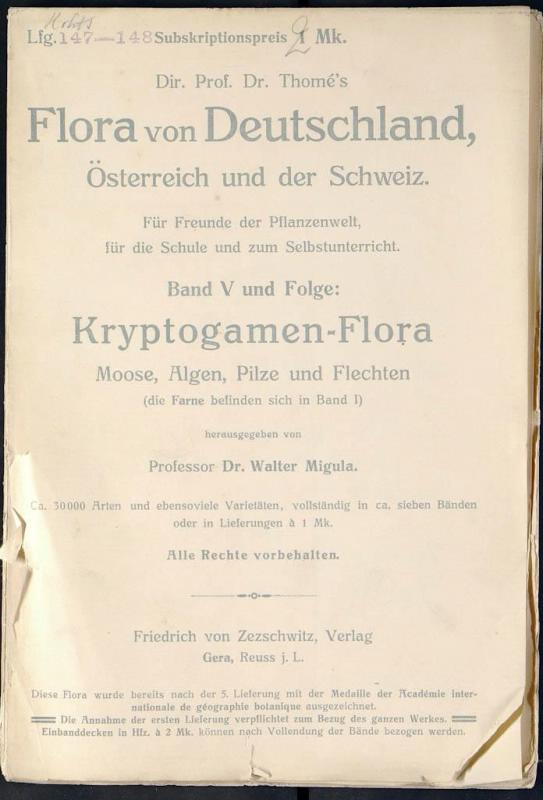 Lfg. 147—148 Subskriptionspreis 2 Mk.
Dir. Prof. Dr. Thomé's
Flora von Deutschland,
Österreich und der Schweiz.
Für Freunde der Pflanzenwelt,
für die Schule und zum Selbstunterricht.
Band V und Folge:
Kryptogamen-Flora
Moose, Algen, Pilze und Flechten
(die Farne befinden sich in Band I)
herausgegeben von
Professor Dr. Walter Migula.
Ca. 30000 Arten und ebensoviele Varietäten, vollständig in ca. sieben Bänden
oder in Lieferungen à 1 Mk.
Alle Rechte vorbehalten.
Friedrich von Zezschwitz, Verlag
Gera, Reuss j. L.
Diese Flora wurde bereits nach der 5. Lieferung mit der Medaille der Académie inter-
nationale de géographie botanique ausgezeichnet.
Die Annahme der ersten Lieferung verpflichtet zum Bezug des ganzen Werkes.
Einbanddecken in Hfz. à 2 Mk. können nach Vollendung der Bände bezogen werden.